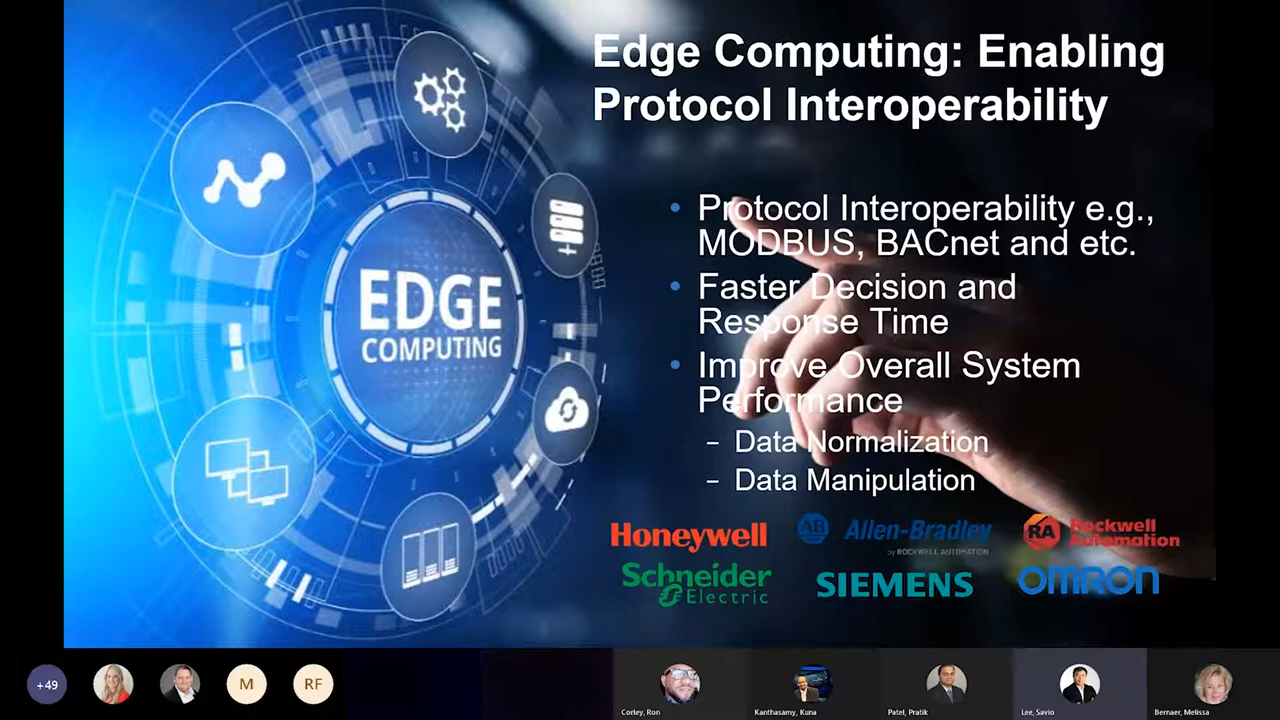 Edge Computing: Enabling
Protocol Interoperability
EDGE
COMPUTING
• Protocol Interoperability e.g.,
MODBUS, BACnet and etc.
• Faster Decision and
Response Time
• Improve Overall System
Performance
– Data Normalization
– Data Manipulation
Honeywell
AB Allen-Bradley
by ROCKWELL AUTOMATION
RA Rockwell
Automation
Schneider
Electric
SIEMENS
OMRON
+49
M
RF
Corley, Ron
Kanthasamy, Kuna
Patel, Pratik
Lee, Savio
Bernaer, Melissa